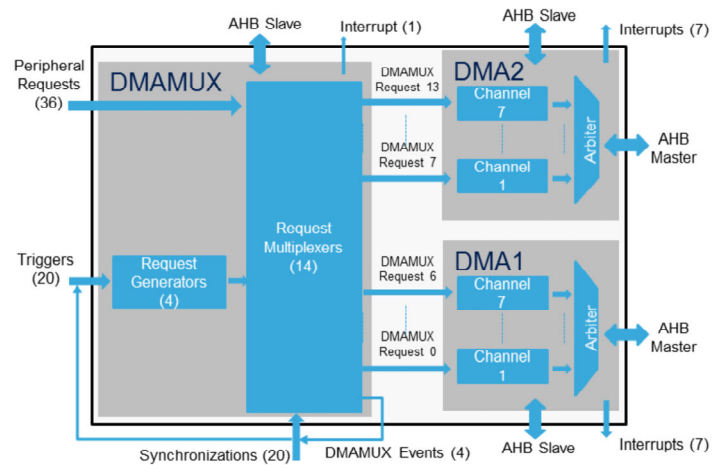 AHB Slave
Interrupt (1)
AHB Slave
Interrupts (7)
Peripheral
Requests
(36)
DMAMUX
DMAMUX
Request 13
DMA2
Channel
7
DMAMUX
Request 7
Channel
1
Arbiter
AHB
Master
Request
Multiplexers
(14)
Triggers
(20)
Request
Generators
(4)
DMAMUX
Request 6
DMA1
Channel
7
DMAMUX
Request 0
Channel
1
Arbiter
AHB
Master
Synchronizations (20)
DMAMUX Events (4)
AHB Slave
Interrupts (7)